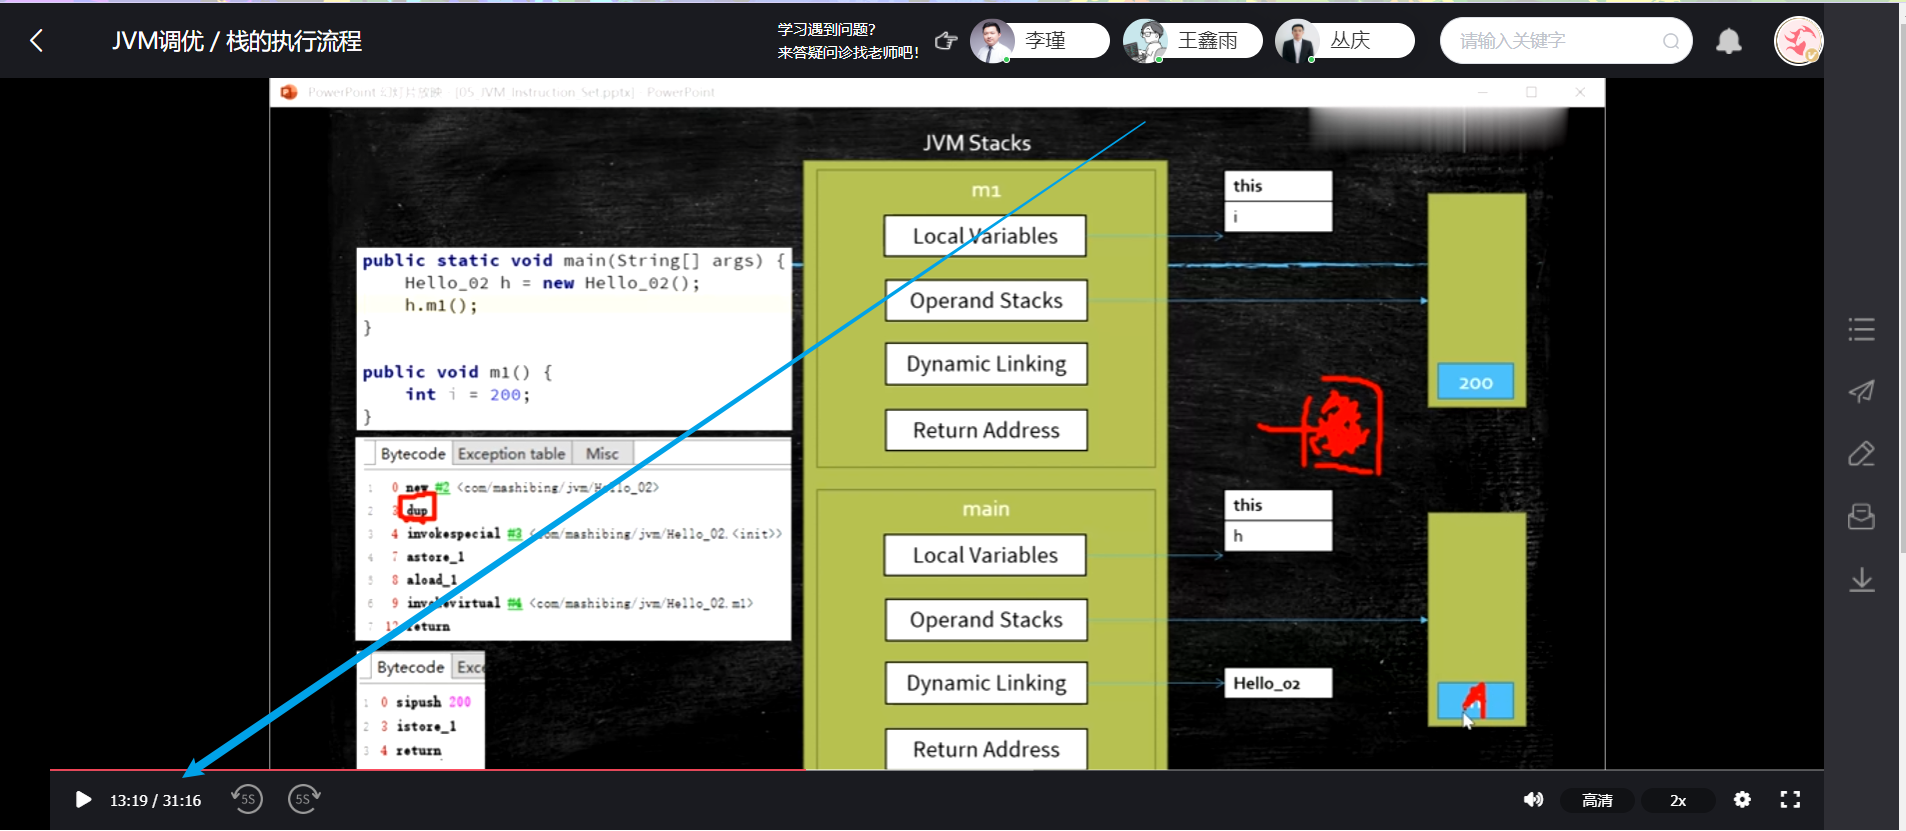 JVM调优 / 栈的执行流程
学习遇到问题?
来答疑问诊找老师吧!
李瑾
王鑫雨
丛庆
请输入关键字
PowerPoint 幻灯片放映 - [05_JVM_Instruction_Set.pptx] - PowerPoint
JVM Stacks
public static void main(String[] args) {
Hello_02 h = new Hello_02();
h.m1();
}
public void m1() {
int i = 200;
}
Bytecode Exception table Misc
1 0 new #2 <com/mashibing/jvm/Hello_02>
2 3 dup
3 4 invokespecial #3 <com/mashibing/jvm/Hello_02.<init>>
4 7 astore_1
5 8 aload_1
6 9 invokevirtual #4 <com/mashibing/jvm/Hello_02.m1>
7 12 return
Bytecode Exce
1 0 sipush 200
2 3 istore_1
3 4 return
m1
Local Variables
Operand Stacks
Dynamic Linking
Return Address
this
i
200
main
Local Variables
Operand Stacks
Dynamic Linking
Return Address
this
h
Hello_02
13:19 / 31:16
5S
5S
高清
2x